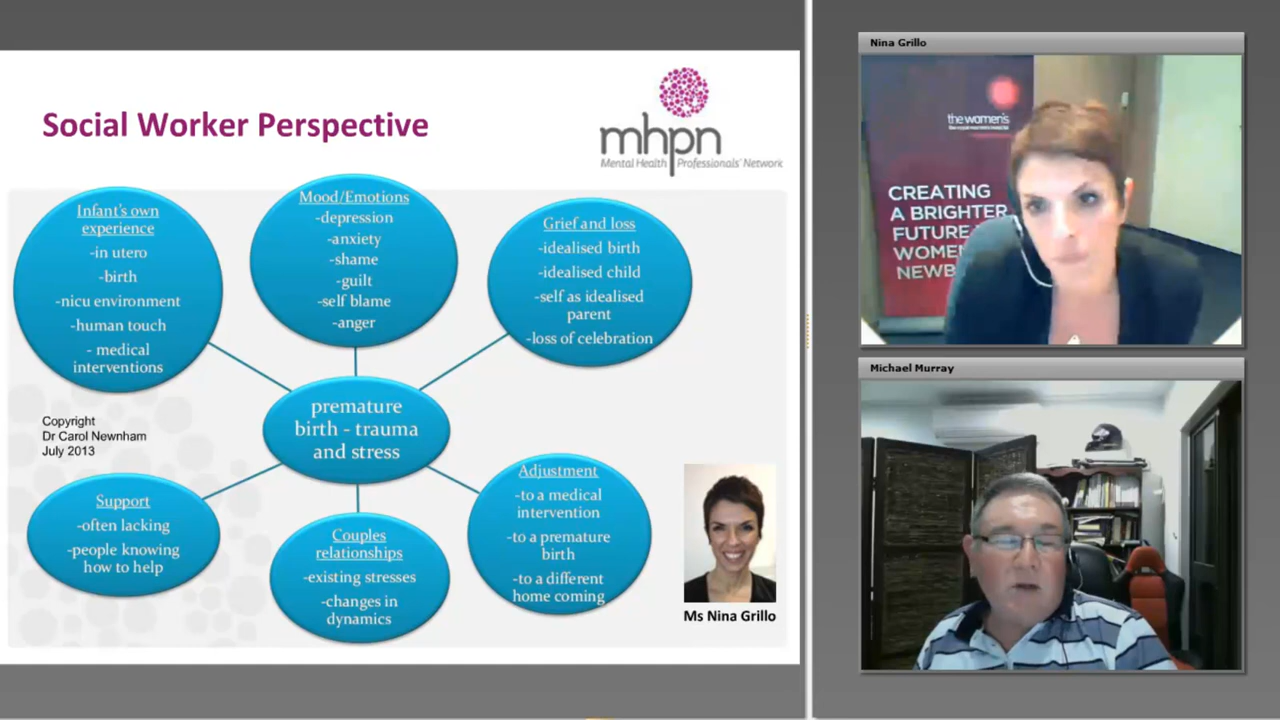 Social Worker Perspective
mhpn
Mental Health Professionals' Network
Infant's own
experience
-in utero
-birth
-nicu environment
-human touch
- medical
interventions
Mood/Emotions
-depression
-anxiety
-shame
-guilt
-self blame
-anger
Grief and loss
-idealised birth
-idealised child
-self as idealised
parent
-loss of celebration
premature
birth - trauma
and stress
Copyright
Dr Carol Newnham
July 2013
Support
-often lacking
-people knowing
how to help
Couples
relationships
-existing stresses
-changes in
dynamics
Adjustment
-to a medical
intervention
-to a premature
birth
-to a different
home coming
Ms Nina Grillo
Nina Grillo
the women's
CREATING
A BRIGHTER
FUTURE
WOME
NEWB
Michael Murray